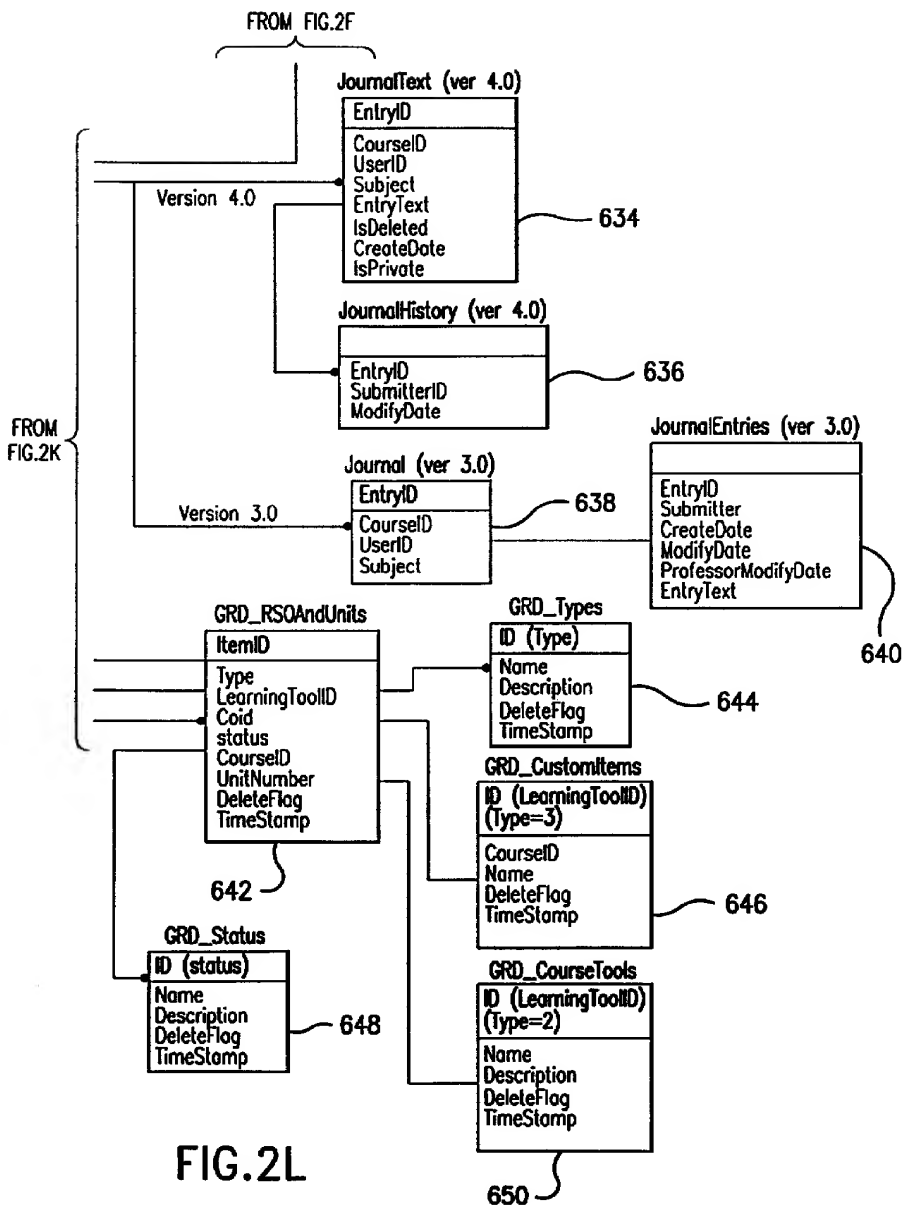 FROM FIG.2F
JournalText (ver 4.0)
EntryID
CourseID
UserID
Subject
EntryText
IsDeleted
CreateDate
IsPrivate
634
Version 4.0
JournalHistory (ver 4.0)
EntryID
SubmitterID
ModifyDate
636
FROM
FIG.2K
Journal (ver 3.0)
EntryID
CourseID
UserID
Subject
638
Version 3.0
JournalEntries (ver 3.0)
EntryID
Submitter
CreateDate
ModifyDate
ProfessorModifyDate
EntryText
640
GRD_RSOAndUnits
ItemID
Type
LearningToolID
Coid
status
CourseID
UnitNumber
DeleteFlag
TimeStamp
642
GRD_Types
ID (Type)
Name
Description
DeleteFlag
TimeStamp
644
GRD_CustomItems
ID (LearningToolID)
(Type=3)
CourseID
Name
DeleteFlag
TimeStamp
646
GRD_Status
ID (status)
Name
Description
DeleteFlag
TimeStamp
648
GRD_CourseTools
ID (LearningToolID)
(Type=2)
Name
Description
DeleteFlag
TimeStamp
650
FIG.2L